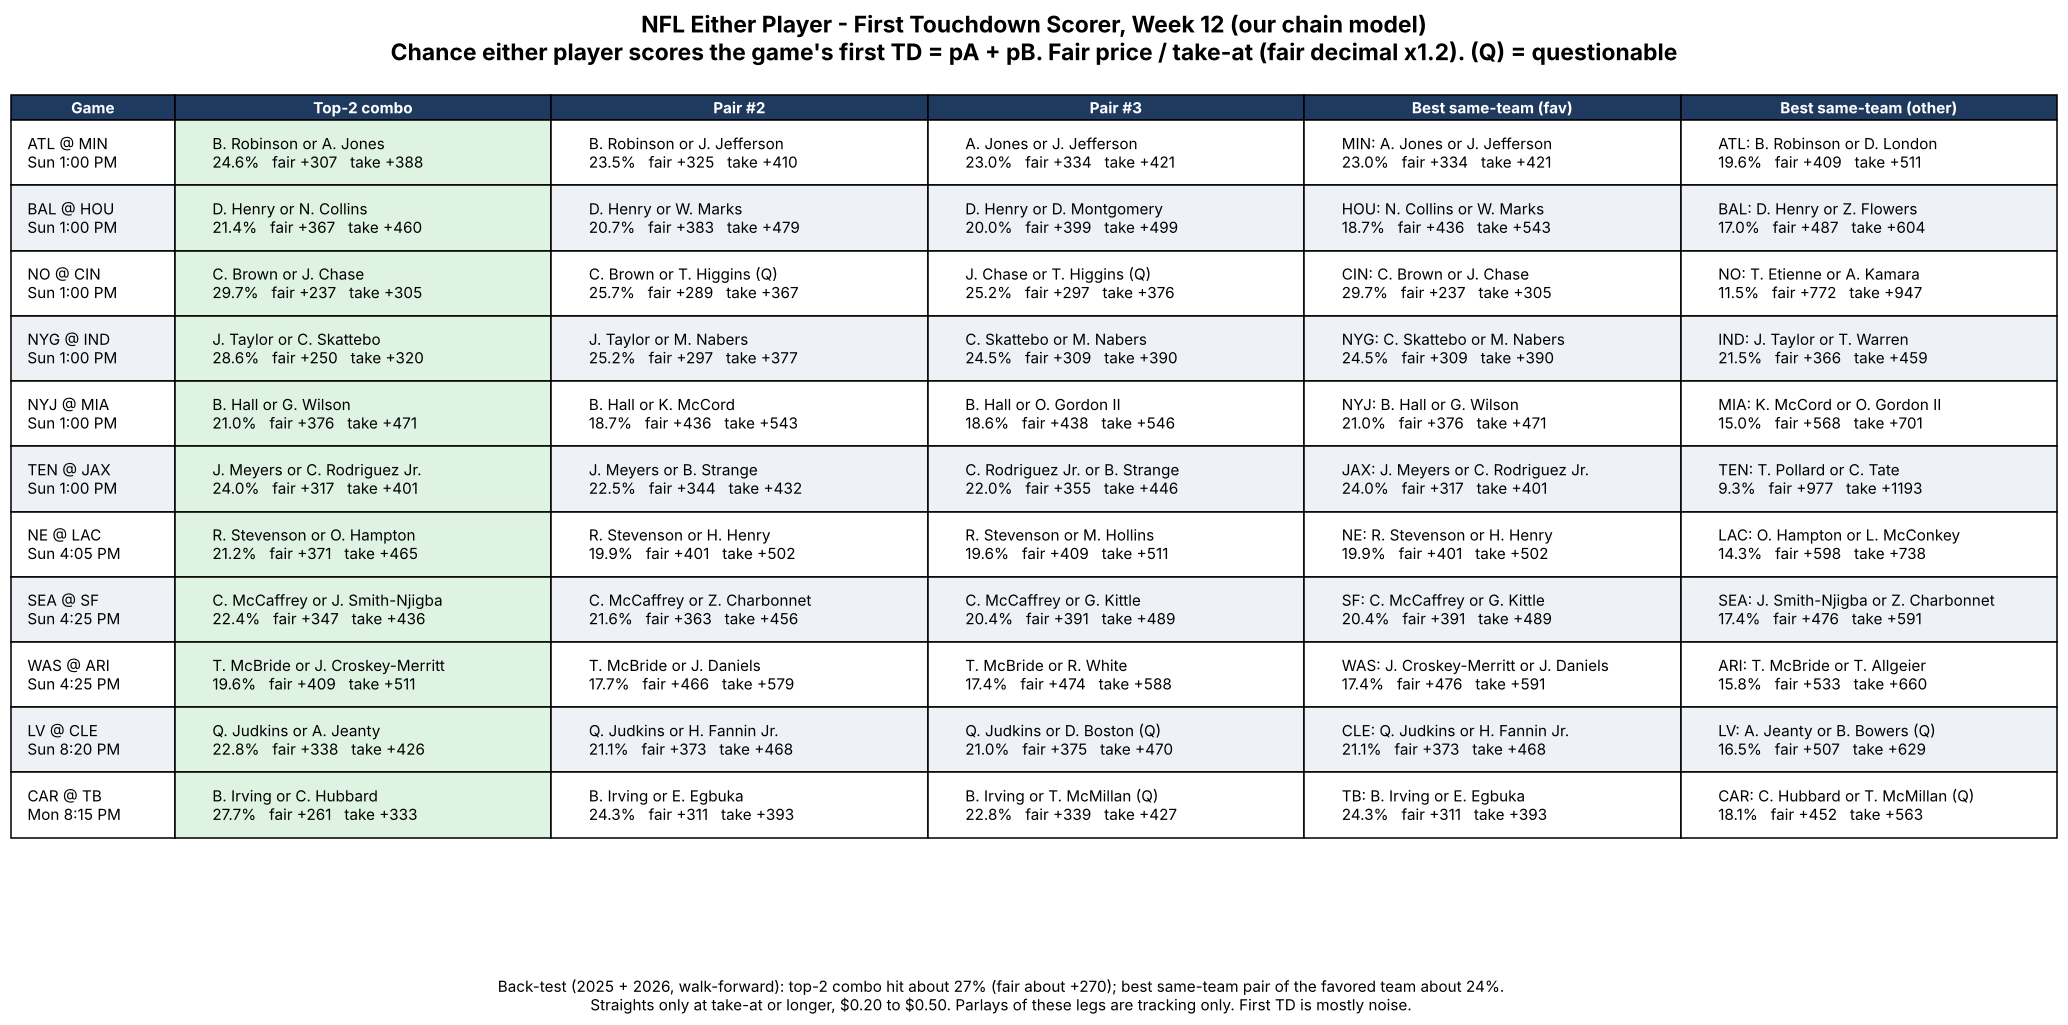 NFL Either Player - First Touchdown Scorer, Week 12 (our chain model)
Chance either player scores the game's first TD = pA + pB. Fair price / take-at (fair decimal x1.2). (Q) = questionable
Game Top-2 combo Pair #2 Pair #3 Best same-team (fav) Best same-team (other)
ATL @ MIN B. Robinson or A. Jones B. Robinson or J. Jefferson A. Jones or J. Jefferson MIN: A. Jones or J. Jefferson ATL: B. Robinson or D. London
Sun 1:00 PM 24.6% fair +307 take +388 23.5% fair +325 take +410 23.0% fair +334 take +421 23.0% fair +334 take +421 19.6% fair +409 take +511
BAL @ HOU D. Henry or N. Collins D. Henry or W. Marks D. Henry or D. Montgomery HOU: N. Collins or W. Marks BAL: D. Henry or Z. Flowers
Sun 1:00 PM 21.4% fair +367 take +460 20.7% fair +383 take +479 20.0% fair +399 take +499 18.7% fair +436 take +543 17.0% fair +487 take +604
NO @ CIN C. Brown or J. Chase C. Brown or T. Higgins (Q) J. Chase or T. Higgins (Q) CIN: C. Brown or J. Chase NO: T. Etienne or A. Kamara
Sun 1:00 PM 29.7% fair +237 take +305 25.7% fair +289 take +367 25.2% fair +297 take +376 29.7% fair +237 take +305 11.5% fair +772 take +947
NYG @ IND J. Taylor or C. Skattebo J. Taylor or M. Nabers C. Skattebo or M. Nabers NYG: C. Skattebo or M. Nabers IND: J. Taylor or T. Warren
Sun 1:00 PM 28.6% fair +250 take +320 25.2% fair +297 take +377 24.5% fair +309 take +390 24.5% fair +309 take +390 21.5% fair +366 take +459
NYJ @ MIA B. Hall or G. Wilson B. Hall or K. McCord B. Hall or O. Gordon II NYJ: B. Hall or G. Wilson MIA: K. McCord or O. Gordon II
Sun 1:00 PM 21.0% fair +376 take +471 18.7% fair +436 take +543 18.6% fair +438 take +546 21.0% fair +376 take +471 15.0% fair +568 take +701
TEN @ JAX J. Meyers or C. Rodriguez Jr. J. Meyers or B. Strange C. Rodriguez Jr. or B. Strange JAX: J. Meyers or C. Rodriguez Jr. TEN: T. Pollard or C. Tate
Sun 1:00 PM 24.0% fair +317 take +401 22.5% fair +344 take +432 22.0% fair +355 take +446 24.0% fair +317 take +401 9.3% fair +977 take +1193
NE @ LAC R. Stevenson or O. Hampton R. Stevenson or H. Henry R. Stevenson or M. Hollins NE: R. Stevenson or H. Henry LAC: O. Hampton or L. McConkey
Sun 4:05 PM 21.2% fair +371 take +465 19.9% fair +401 take +502 19.6% fair +409 take +511 19.9% fair +401 take +502 14.3% fair +598 take +738
SEA @ SF C. McCaffrey or J. Smith-Njigba C. McCaffrey or Z. Charbonnet C. McCaffrey or G. Kittle SF: C. McCaffrey or G. Kittle SEA: J. Smith-Njigba or Z. Charbonnet
Sun 4:25 PM 22.4% fair +347 take +436 21.6% fair +363 take +456 20.4% fair +391 take +489 20.4% fair +391 take +489 17.4% fair +476 take +591
WAS @ ARI T. McBride or J. Croskey-Merritt T. McBride or J. Daniels T. McBride or R. White WAS: J. Croskey-Merritt or J. Daniels ARI: T. McBride or T. Allgeier
Sun 4:25 PM 19.6% fair +409 take +511 17.7% fair +466 take +579 17.4% fair +474 take +588 17.4% fair +476 take +591 15.8% fair +533 take +660
LV @ CLE Q. Judkins or A. Jeanty Q. Judkins or H. Fannin Jr. Q. Judkins or D. Boston (Q) CLE: Q. Judkins or H. Fannin Jr. LV: A. Jeanty or B. Bowers (Q)
Sun 8:20 PM 22.8% fair +338 take +426 21.1% fair +373 take +468 21.0% fair +375 take +470 21.1% fair +373 take +468 16.5% fair +507 take +629
CAR @ TB B. Irving or C. Hubbard B. Irving or E. Egbuka B. Irving or T. McMillan (Q) TB: B. Irving or E. Egbuka CAR: C. Hubbard or T. McMillan (Q)
Mon 8:15 PM 27.7% fair +261 take +333 24.3% fair +311 take +393 22.8% fair +339 take +427 24.3% fair +311 take +393 18.1% fair +452 take +563
Back-test (2025 + 2026, walk-forward): top-2 combo hit about 27% (fair about +270); best same-team pair of the favored team about 24%.
Straights only at take-at or longer, $0.20 to $0.50. Parlays of these legs are tracking only. First TD is mostly noise.